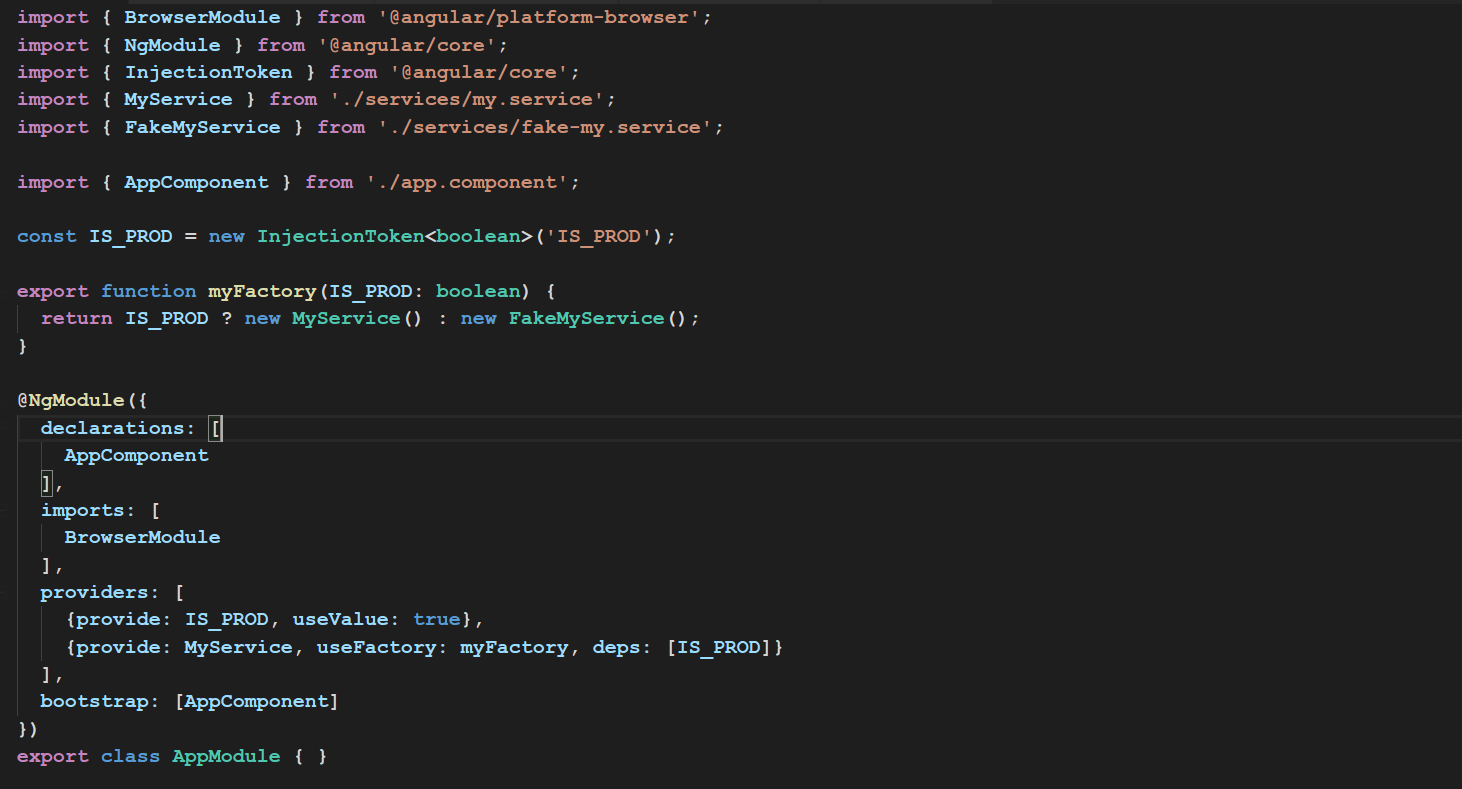 import { BrowserModule } from '@angular/platform-browser';
import { NgModule } from '@angular/core';
import { InjectionToken } from '@angular/core';
import { MyService } from './services/my.service';
import { FakeMyService } from './services/fake-my.service';

import { AppComponent } from './app.component';

const IS_PROD = new InjectionToken<boolean>('IS_PROD');

export function myFactory(IS_PROD: boolean) {
  return IS_PROD ? new MyService() : new FakeMyService();
}

@NgModule({
  declarations: [
    AppComponent
  ],
  imports: [
    BrowserModule
  ],
  providers: [
    {provide: IS_PROD, useValue: true},
    {provide: MyService, useFactory: myFactory, deps: [IS_PROD]}
  ],
  bootstrap: [AppComponent]
})
export class AppModule { }